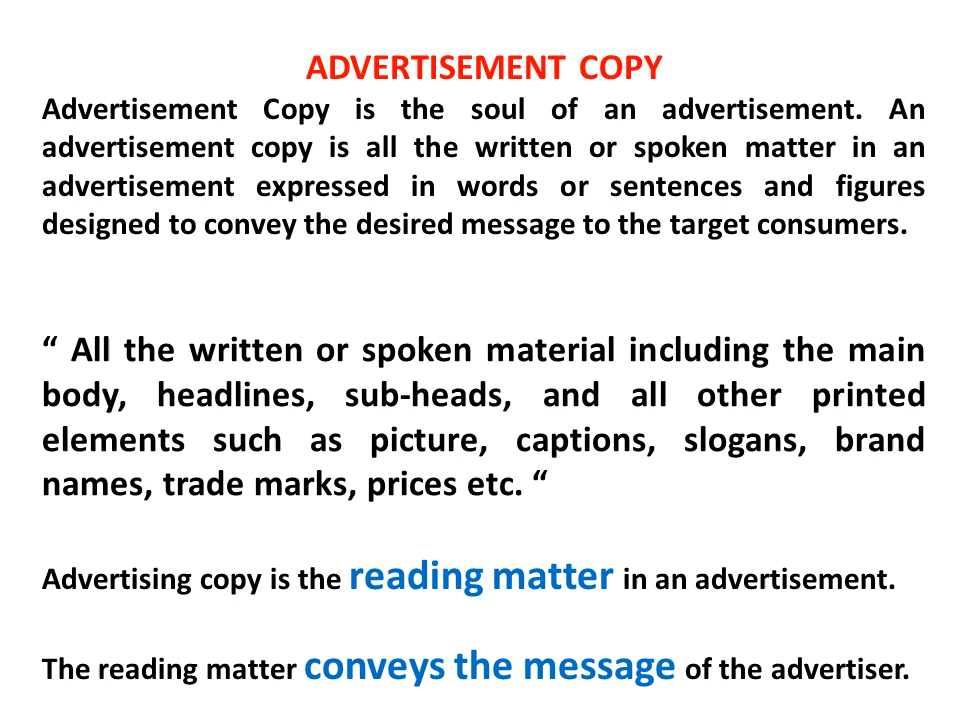 ADVERTISEMENT COPY
Advertisement Copy is the soul of an advertisement. An
advertisement copy is all the written or spoken matter in an
advertisement expressed in words or sentences and figures
designed to convey the desired message to the target consumers.
“ All the written or spoken material including the main
body, headlines, sub-heads, and all other printed
elements such as picture, captions, slogans, brand
names, trade marks, prices etc. “
Advertising copy is the reading matter in an advertisement.
The reading matter conveys the message of the advertiser.